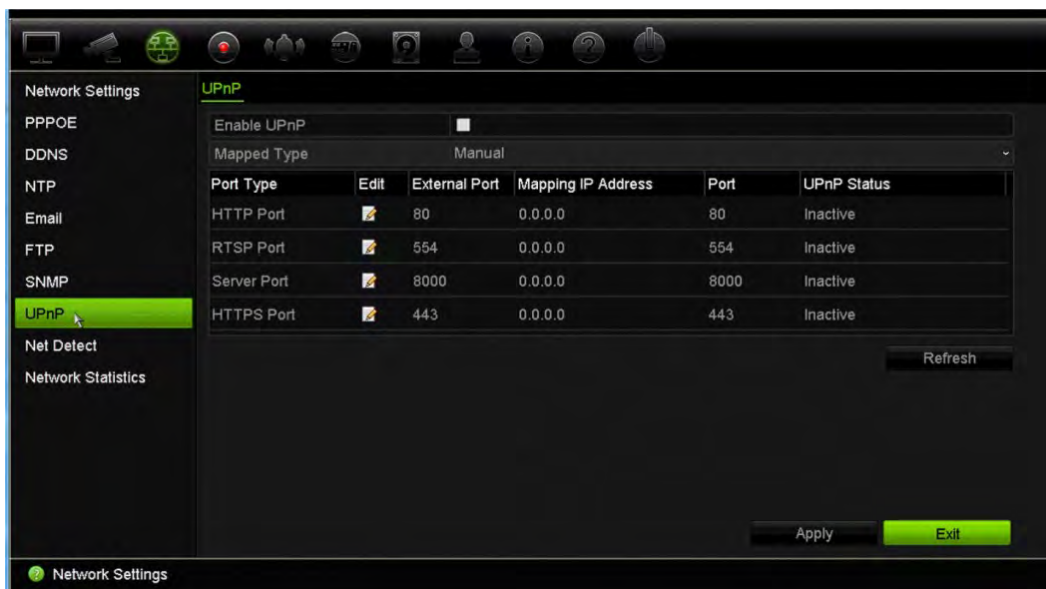 Network Settings
PPPOE
DDNS
NTP
Email
FTP
SNMP
UPnP
Net Detect
Network Statistics
UPnP
Enable UPnP
Mapped Type Manual
Port Type Edit External Port Mapping IP Address Port UPnP Status
HTTP Port 80 0.0.0.0 80 Inactive
RTSP Port 554 0.0.0.0 554 Inactive
Server Port 8000 0.0.0.0 8000 Inactive
HTTPS Port 443 0.0.0.0 443 Inactive
Refresh
Apply Exit
Network Settings